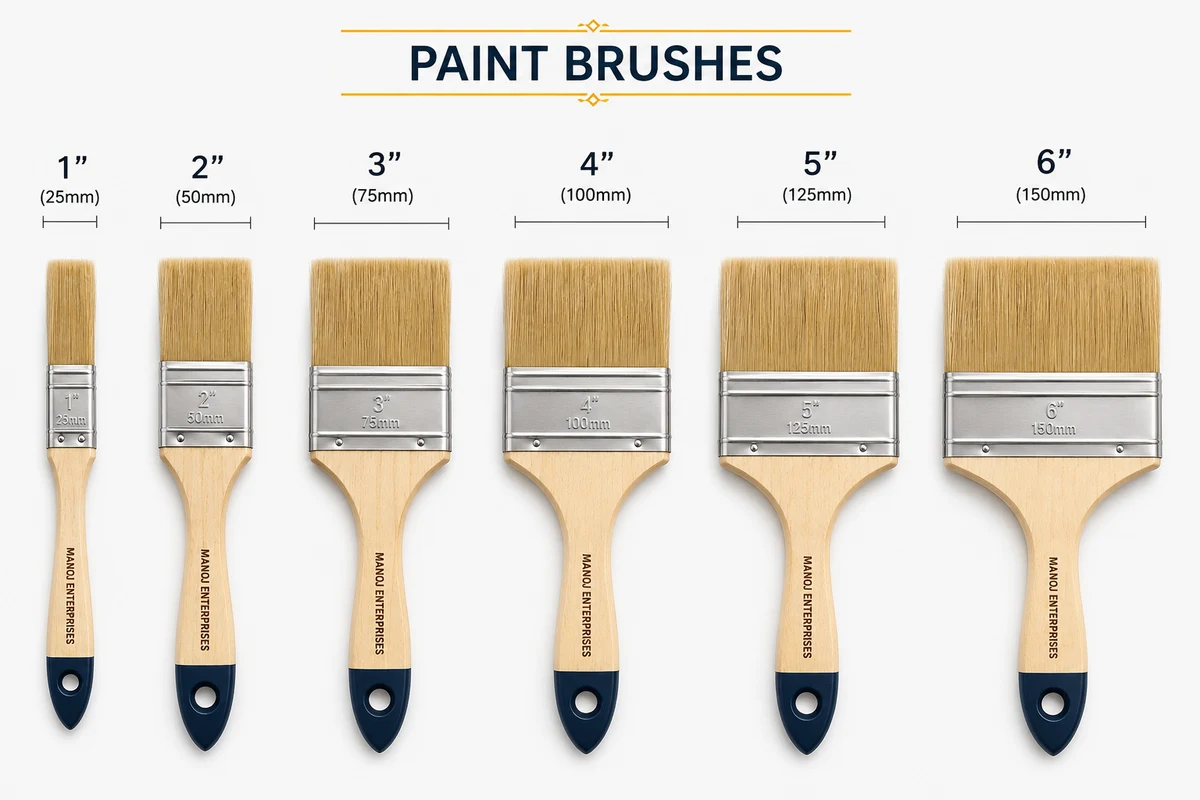 PAINT BRUSHES
1”
(25mm)
2”
(50mm)
3”
(75mm)
4”
(100mm)
5”
(125mm)
6”
(150mm)
1"
25mm
2"
50mm
3"
75mm
4"
100mm
5"
125mm
6"
150mm
MANOJ ENTERPRISES
MANOJ ENTERPRISES
MANOJ ENTERPRISES
MANOJ ENTERPRISES
MANOJ ENTERPRISES
MANOJ ENTERPRISES